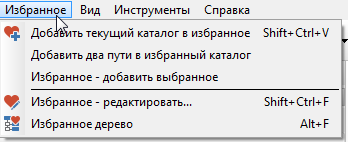 Избранное Вид Инструменты Справка
Добавить текущий каталог в избранное Shift+Ctrl+V
Добавить два пути в избранный каталог
Избранное - добавить выбранное
Избранное - редактировать... Shift+Ctrl+F
Избранное дерево Alt+F